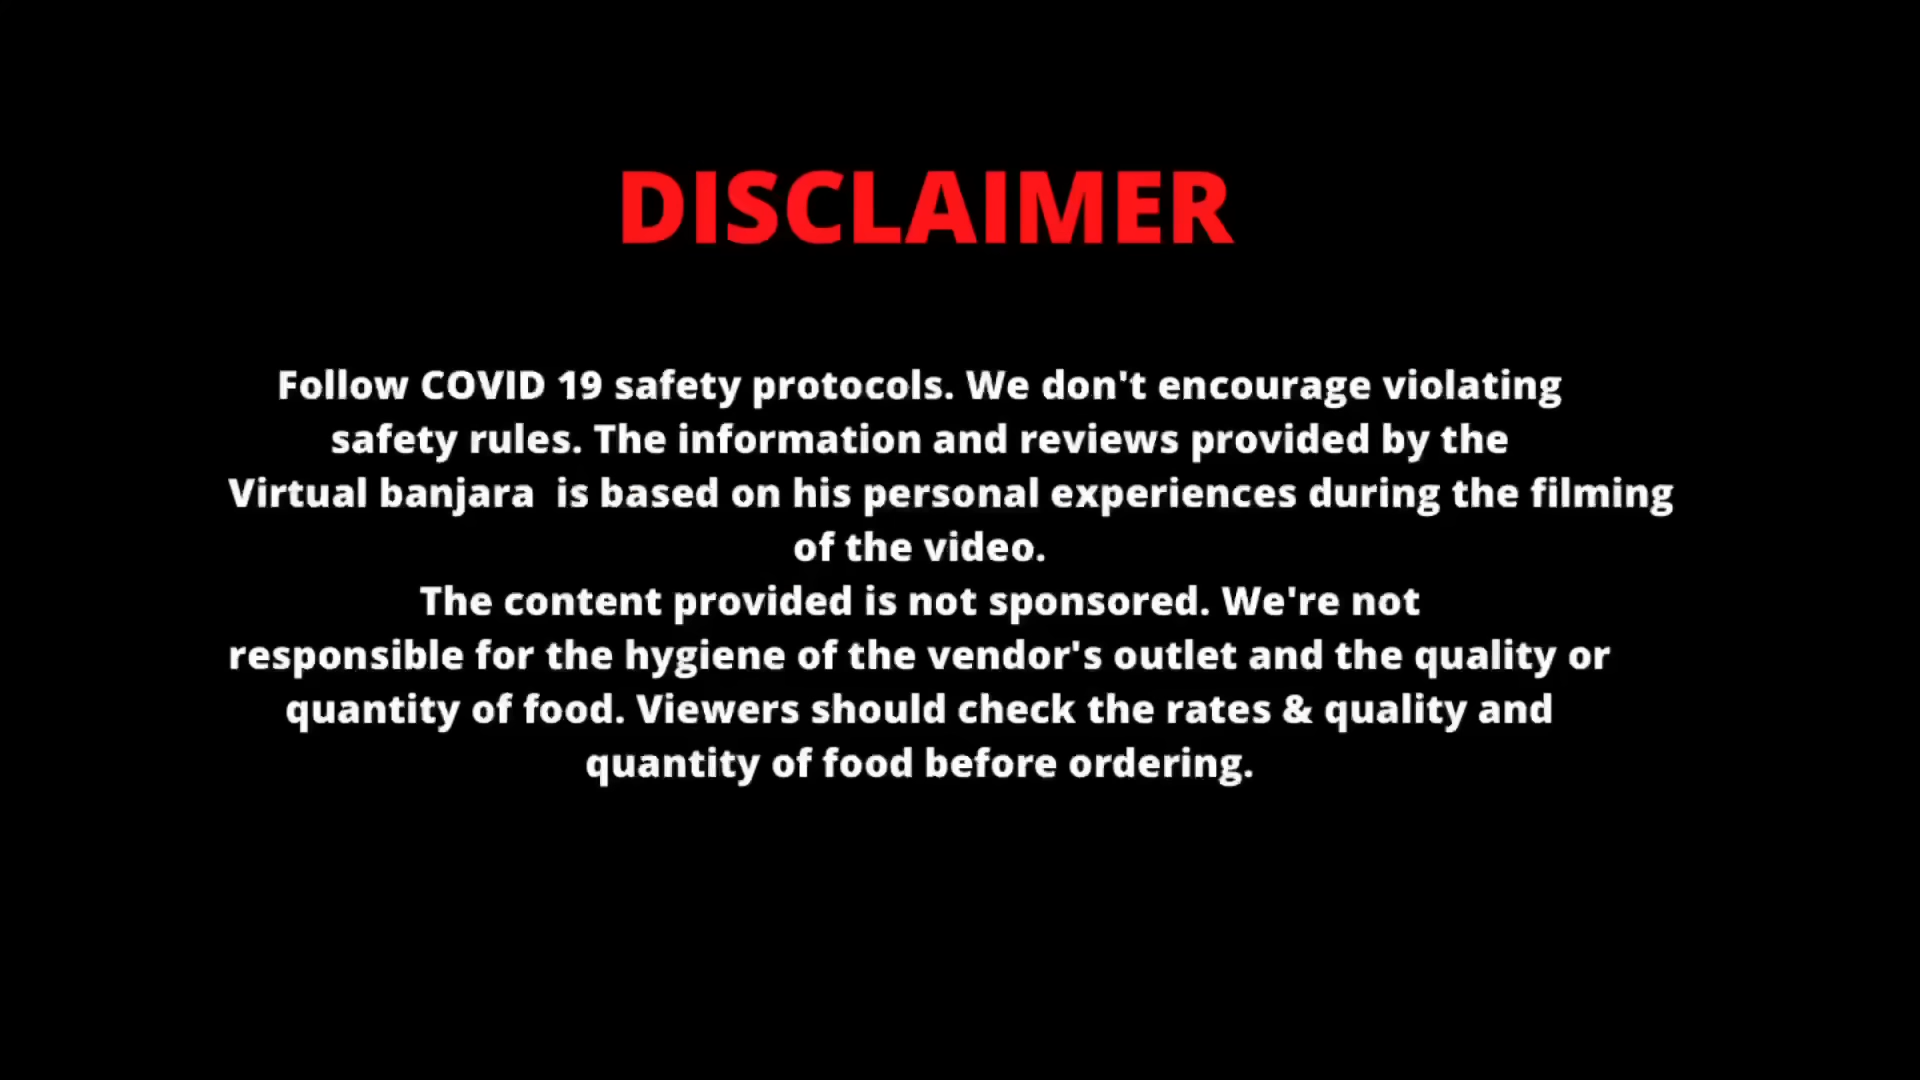 DISCLAIMER
Follow COVID 19 safety protocols. We don't encourage violating
safety rules. The information and reviews provided by the
Virtual banjara  is based on his personal experiences during the filming
of the video.
The content provided is not sponsored. We're not
responsible for the hygiene of the vendor's outlet and the quality or
quantity of food. Viewers should check the rates & quality and
quantity of food before ordering.